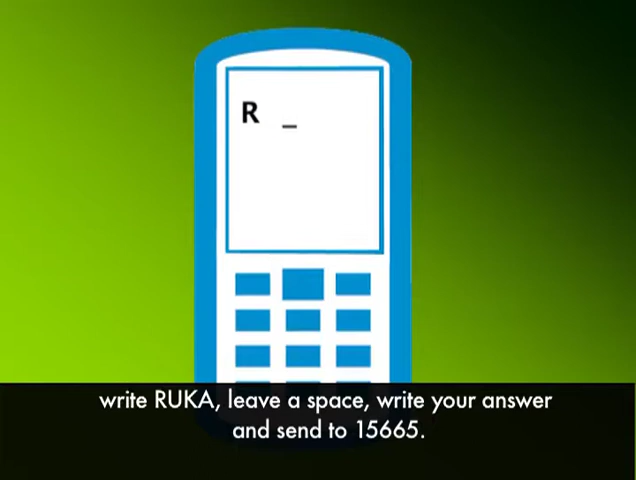 R _
write RUKA, leave a space, write your answer
and send to 15665.